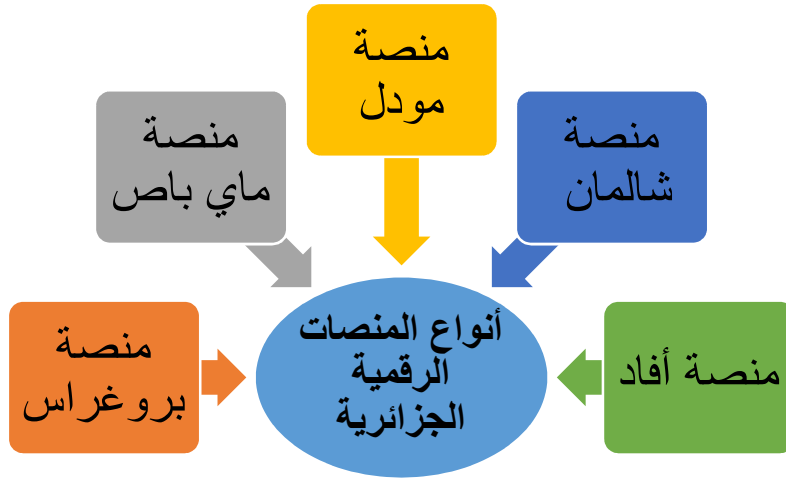 منصة
مودل
منصة
شالمان
منصة
ماي باص
منصة أفاد
أنواع المنصات
الرقمية
الجزائرية
منصة
بروغراس